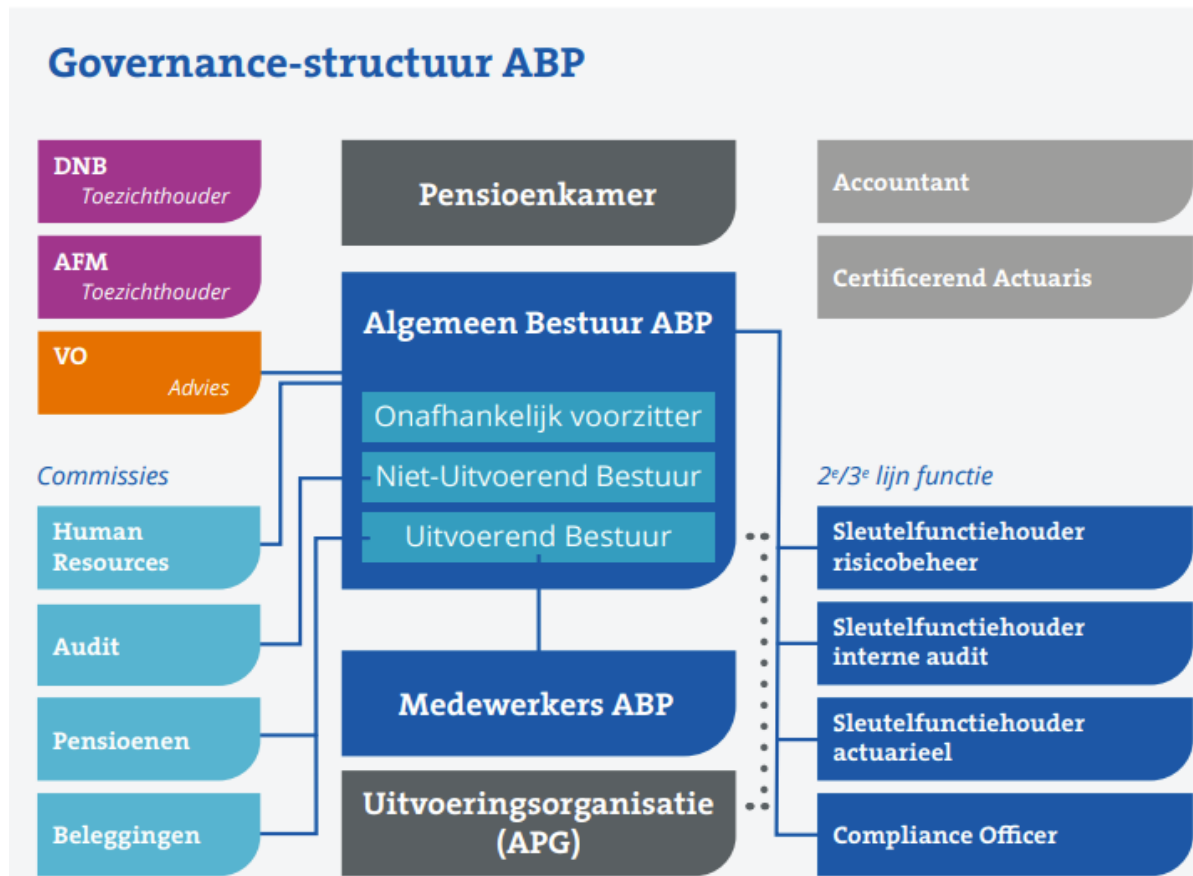 Governance-structuur ABP
DNB
Toezichthouder
AFM
Toezichthouder
VO
Advies
Commissies
Human
Resources
Audit
Pensioenen
Beleggingen
Pensioenkamer
Algemeen Bestuur ABP
Onafhankelijk voorzitter
Niet-Uitvoerend Bestuur
Uitvoerend Bestuur
Medewerkers ABP
Uitvoeringsorganisatie
(APG)
Accountant
Certificerend Actuaris
2e/3e lijn functie
Sleutelfunctiehouder
risicobeheer
Sleutelfunctiehouder
interne audit
Sleutelfunctiehouder
actuarieel
Compliance Officer